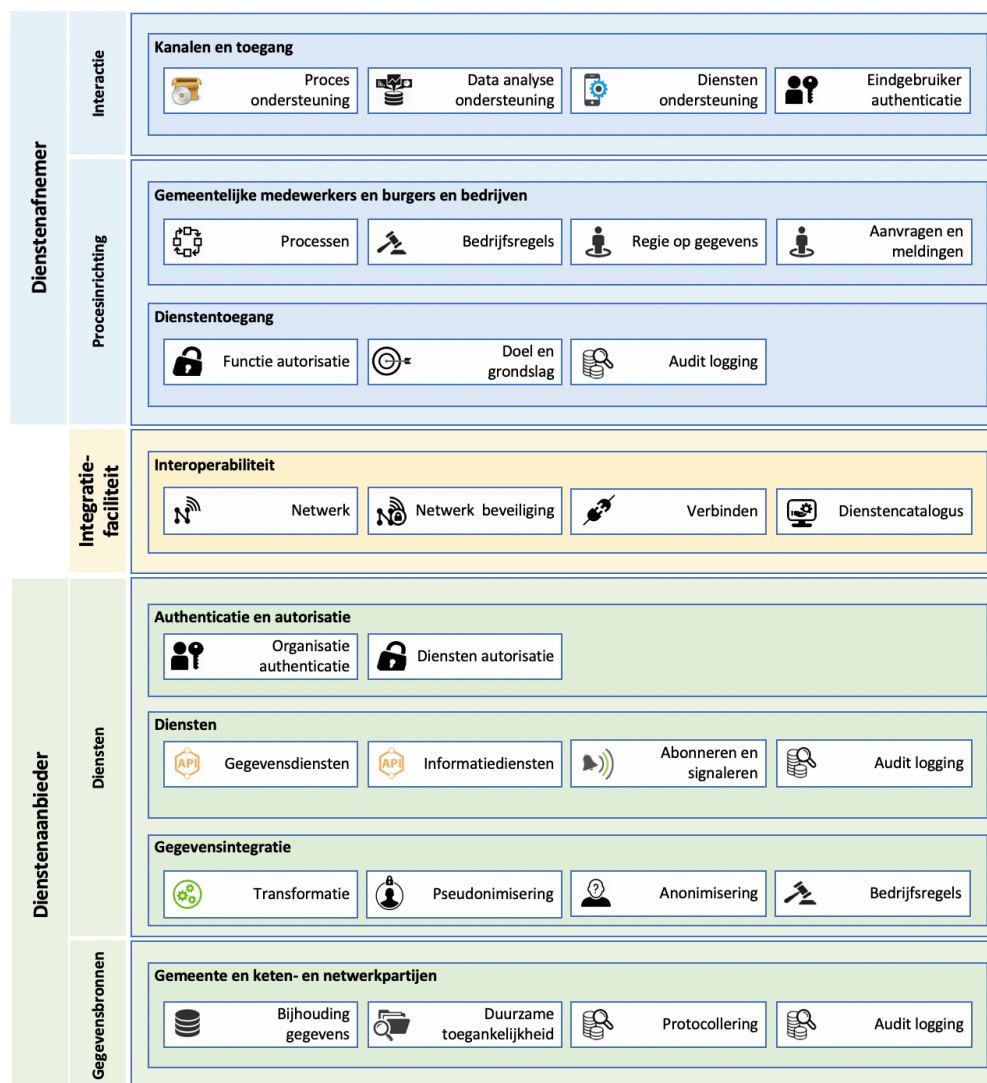 Dienstenafnemer
Interactie
Kanalen en toegang
Proces
ondersteuning
Data analyse
ondersteuning
Diensten
ondersteuning
Eindgebruiker
authenticatie
Procesinrichting
Gemeentelijke medewerkers en burgers en bedrijven
Processen
Bedrijfsregels
Regie op gegevens
Aanvragen en
meldingen
Dienstentoegang
Functie autorisatie
Doel en
grondslag
Audit logging
Integratie-
faciliteit
Interoperabiliteit
Netwerk
Netwerk beveiliging
Verbinden
Dienstencatalogus
Dienstenaanbieder
Diensten
Authenticatie en autorisatie
Organisatie
authenticatie
Diensten autorisatie
Diensten
API
Gegevensdiensten
API
Informatiediensten
Abonneren en
signaleren
Audit logging
Gegevensintegratie
Transformatie
Pseudonimisering
Anonimisering
Bedrijfsregels
Gegevensbronnen
Gemeente en keten- en netwerkpartijen
Bijhouding
gegevens
Duurzame
toegankelijkheid
Protocollering
Audit logging